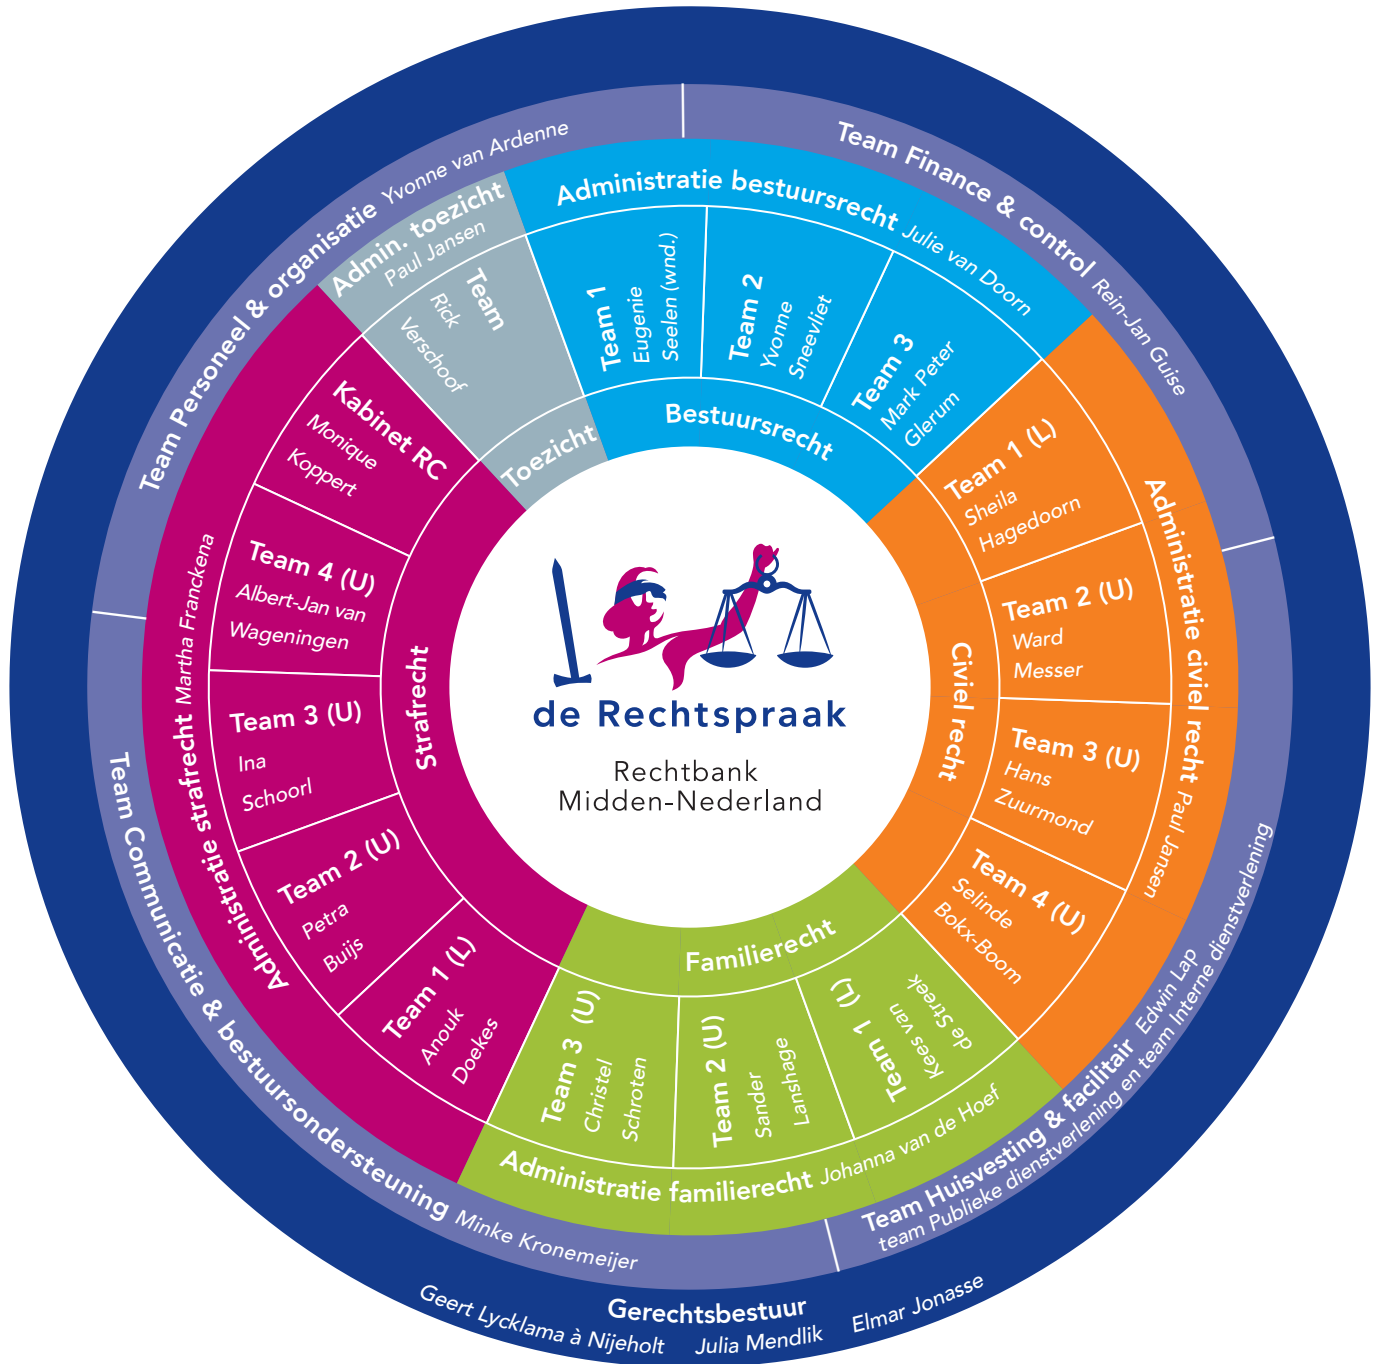 Team Personeel & organisatie Yvonne van Ardenne
Team Finance & control Rein-Jan Guise
Team Huisvesting & facilitair Edwin Lap
team Publieke dienstverlening en team Interne dienstverlening
Team Communicatie & bestuursondersteuning Minke Kronemeijer
Gerechtsbestuur
Geert Lycklama à Nijeholt Julia Mendlik Elmar Jonasse
Admin. toezicht
Paul Jansen
Team
Rick
Verschoof
Toezicht
Administratie bestuursrecht Julie van Doorn
Team 1
Eugenie
Seelen (wnd.)
Team 2
Yvonne
Sneevliet
Team 3
Mark Peter
Glerum
Bestuursrecht
Administratie civiel recht Paul Jansen
Team 1 (L)
Sheila
Hagedoorn
Team 2 (U)
Ward
Messer
Team 3 (U)
Hans
Zuurmond
Team 4 (U)
Selinde
Bokx-Boom
Civiel recht
Administratie familierecht Johanna van de Hoef
Team 1 (L)
Kees van
de Streek
Team 2 (U)
Sander
Lanshage
Team 3 (U)
Christel
Schroten
Familierecht
Administratie strafrecht Martha Franckena
Team 1 (L)
Anouk
Doekes
Team 2 (U)
Petra
Buijs
Team 3 (U)
Ina
Schoorl
Team 4 (U)
Albert-Jan van
Wageningen
Kabinet RC
Monique
Koppert
Strafrecht
de Rechtspraak
Rechtbank
Midden-Nederland